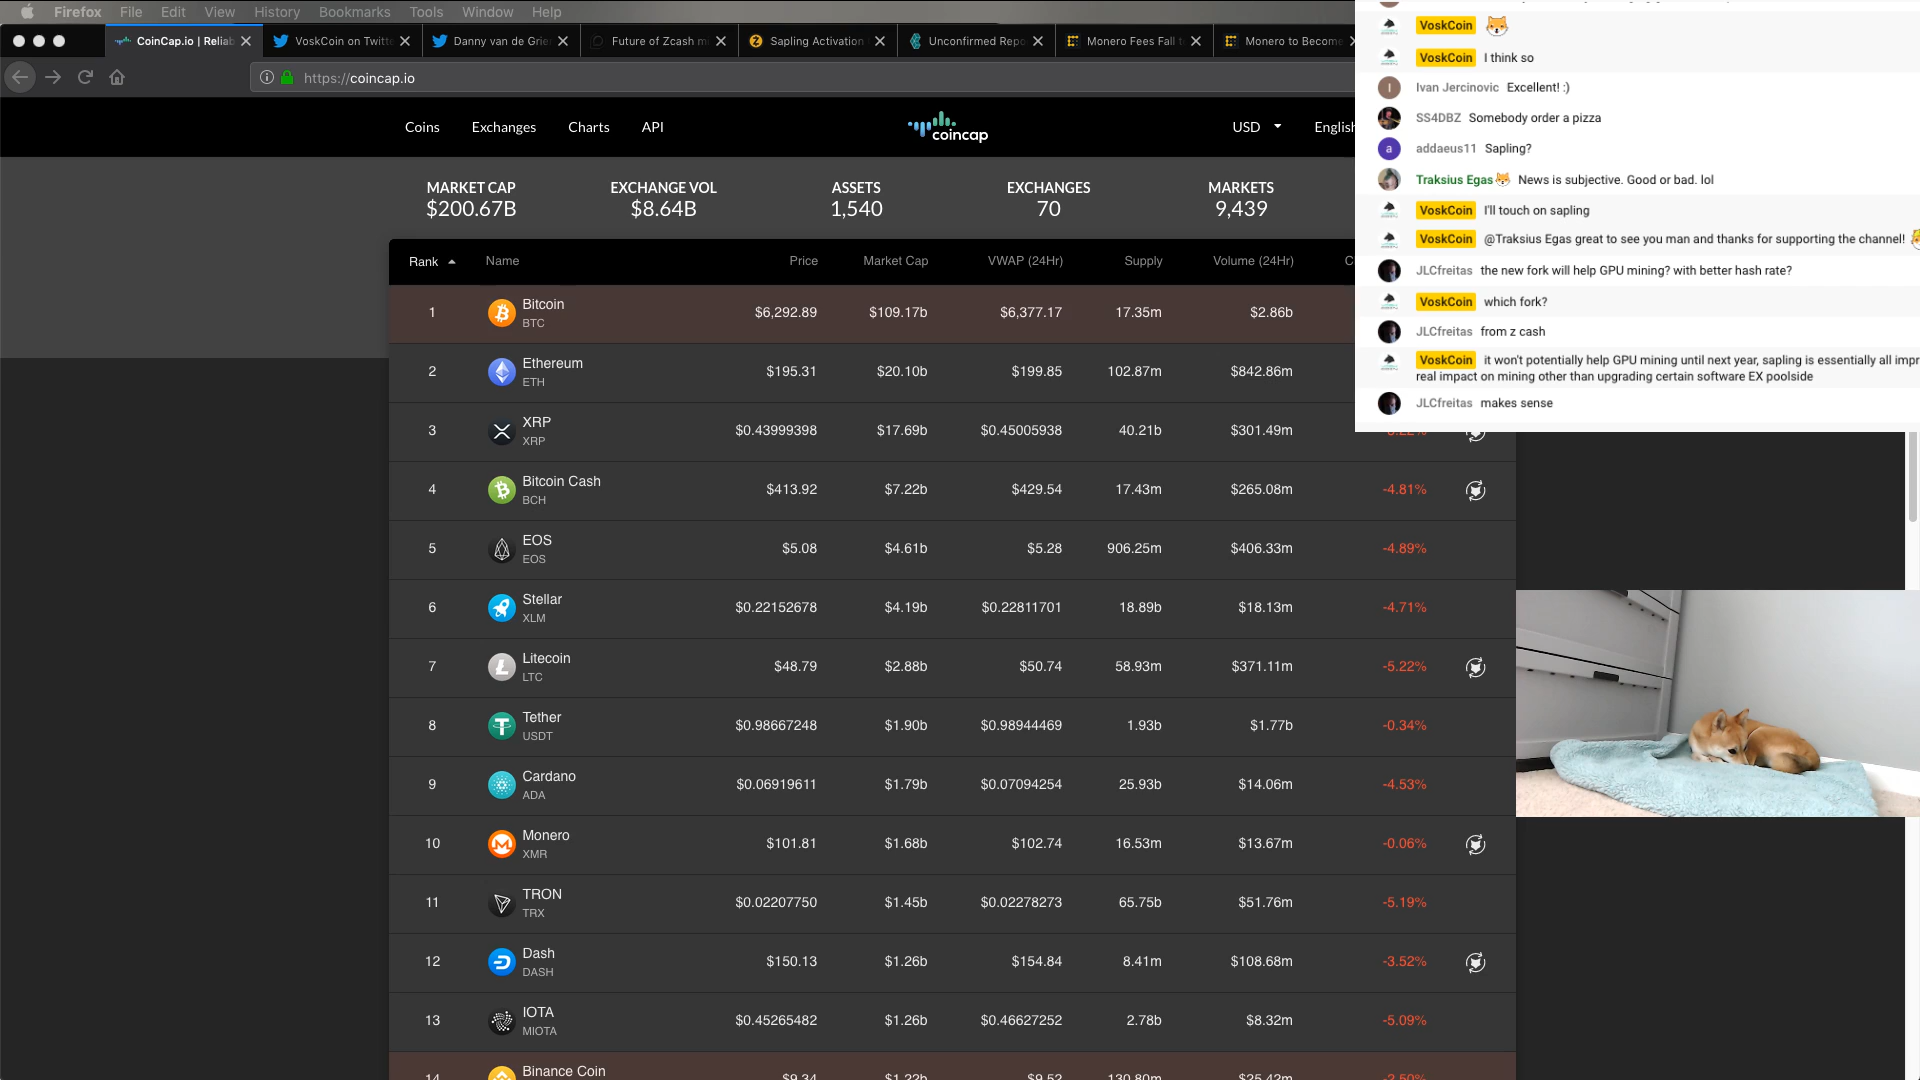 Firefox File Edit View History Bookmarks Tools Window Help
CoinCap.io | Reliab
VoskCoin on Twitte
Danny van de Grie
Future of Zcash mi
Sapling Activation
Unconfirmed Repo
Monero Fees Fall t
Monero to Become
https://coincap.io
Coins Exchanges Charts API
coincap
USD English
MARKET CAP EXCHANGE VOL ASSETS EXCHANGES MARKETS
$200.67B $8.64B 1,540 70 9,439
Rank Name Price Market Cap VWAP (24Hr) Supply Volume (24Hr) C
1 Bitcoin BTC $6,292.89 $109.17b $6,377.17 17.35m $2.86b
2 Ethereum ETH $195.31 $20.10b $199.85 102.87m $842.86m
3 XRP XRP $0.43999398 $17.69b $0.45005938 40.21b $301.49m
4 Bitcoin Cash BCH $413.92 $7.22b $429.54 17.43m $265.08m -4.81%
5 EOS EOS $5.08 $4.61b $5.28 906.25m $406.33m -4.89%
6 Stellar XLM $0.22152678 $4.19b $0.22811701 18.89b $18.13m -4.71%
7 Litecoin LTC $48.79 $2.88b $50.74 58.93m $371.11m -5.22%
8 Tether USDT $0.98667248 $1.90b $0.98944469 1.93b $1.77b -0.34%
9 Cardano ADA $0.06919611 $1.79b $0.07094254 25.93b $14.06m -4.53%
10 Monero XMR $101.81 $1.68b $102.74 16.53m $13.67m -0.06%
11 TRON TRX $0.02207750 $1.45b $0.02278273 65.75b $51.76m -5.19%
12 Dash DASH $150.13 $1.26b $154.84 8.41m $108.68m -3.52%
13 IOTA MIOTA $0.45265482 $1.26b $0.46627252 2.78b $8.32m -5.09%
14 Binance Coin $9.34 $1.22b $9.52 130.80m $25.42m -2.50%
VoskCoin
VoskCoin I think so
Ivan Jercinovic Excellent! :)
SS4DBZ Somebody order a pizza
addaeus11 Sapling?
Traksius Egas News is subjective. Good or bad. lol
VoskCoin I'll touch on sapling
VoskCoin @Traksius Egas great to see you man and thanks for supporting the channel!
JLCfreitas the new fork will help GPU mining? with better hash rate?
VoskCoin which fork?
JLCfreitas from z cash
VoskCoin it won't potentially help GPU mining until next year, sapling is essentially all impr
real impact on mining other than upgrading certain software EX poolside
JLCfreitas makes sense